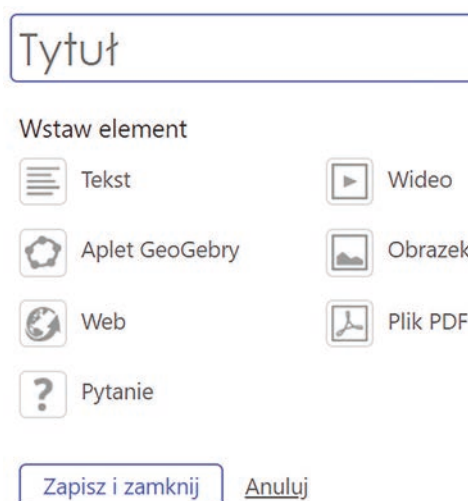 Tytuł
Wstaw element
Tekst
Wideo
Aplet GeoGebry
Obrazek
Web
Plik PDF
Pytanie
Zapisz i zamknij
Anuluj